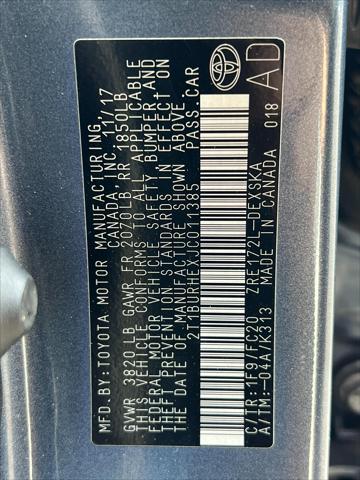 MFD.BY:TOYOTA MOTOR MANUFACTURING,
CANADA, INC. 11/17
GVWR 3820LB GAWR FR 2070LB RR 1850LB
THIS VEHICLE CONFORMS TO ALL APPLICABLE
FEDERAL MOTOR VEHICLE SAFETY, BUMPER, AND
THEFT PREVENTION STANDARDS IN EFFECT ON
THE DATE OF MANUFACTURE SHOWN ABOVE.
2T1BURHEXJC011385 PASS.CAR
C/TR:1F9/FC20 ZRE172L-DEXSKA
A/TM:-04A/K313 MADE IN CANADA 018
AD